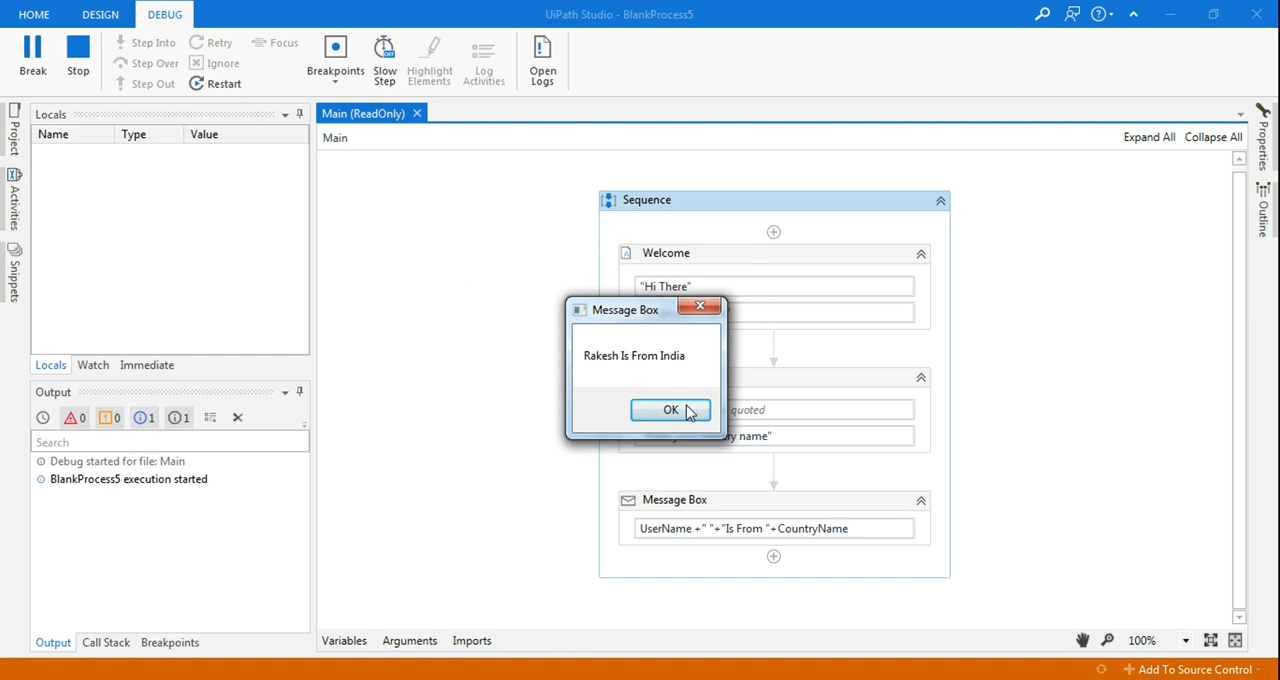 HOME DESIGN DEBUG UiPath Studio - BlankProcess5
Break Stop Step Into Step Over Step Out Retry Ignore Restart Focus Breakpoints Slow Step Highlight Elements Log Activities Open Logs
Project
Activities
Snippets
Locals
Name Type Value
Locals Watch Immediate
Output
0 0 1 1
Search
Debug started for file: Main
BlankProcess5 execution started
Output Call Stack Breakpoints
Main (ReadOnly)
Main Expand All Collapse All
Sequence
Welcome
"Hi There"
Message Box
Rakesh Is From India
OK
quoted
name"
Message Box
UserName +" "+"Is From "+CountryName
Variables Arguments Imports 100%
Properties
Outline
Add To Source Control